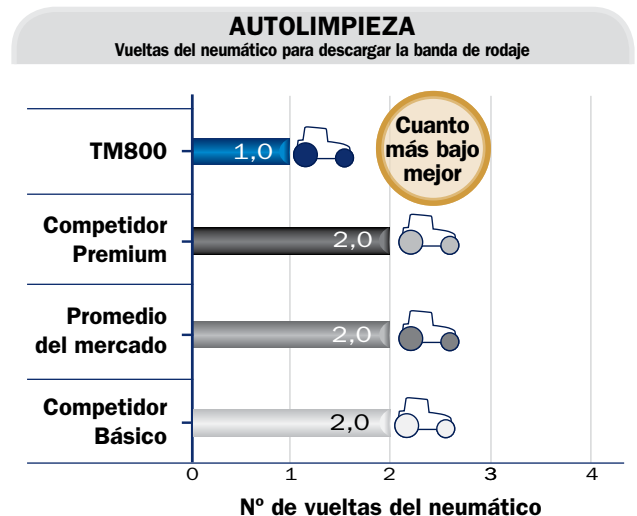 AUTOLIMPIEZA
Vueltas del neumático para descargar la banda de rodaje
Cuanto
más bajo
mejor
TM800
1,0
Competidor
Premium
2,0
Promedio
del mercado
2,0
Competidor
Básico
2,0
0 1 2 3 4
Nº de vueltas del neumático